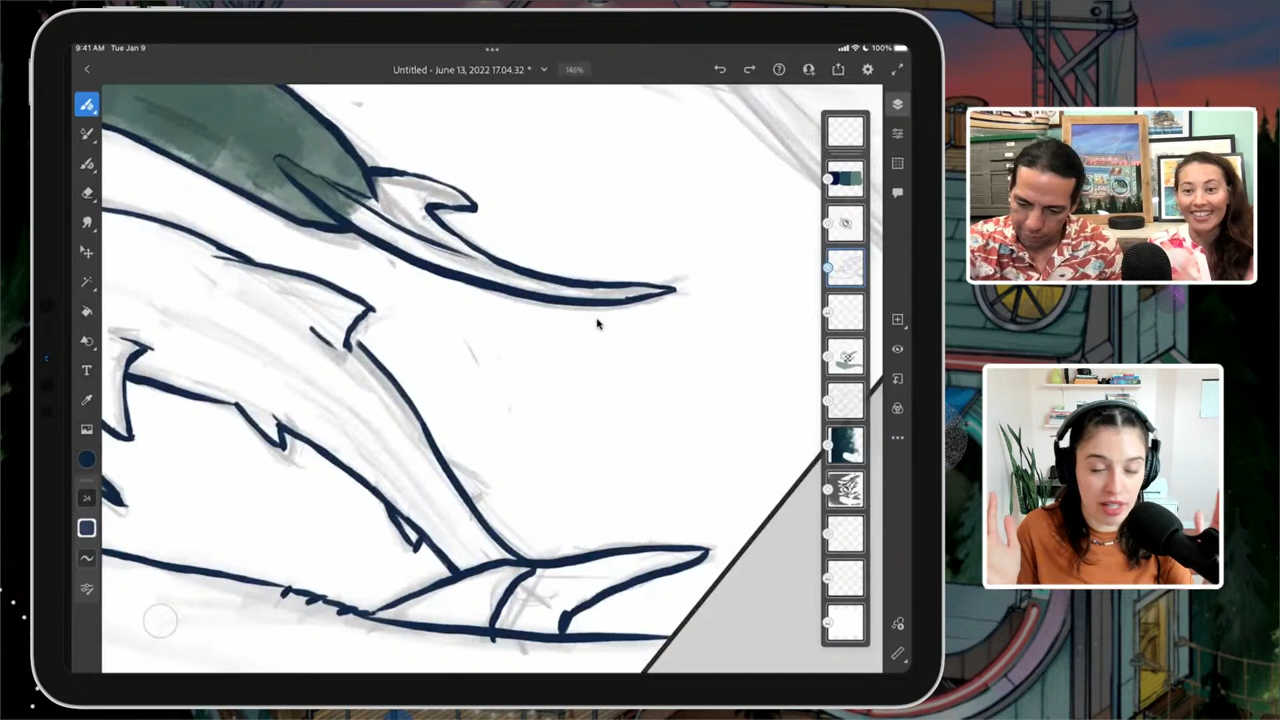 9:41 AM Tue Jan 9
100%
Untitled - June 13, 2022 17.04.32 *
146%
T
24